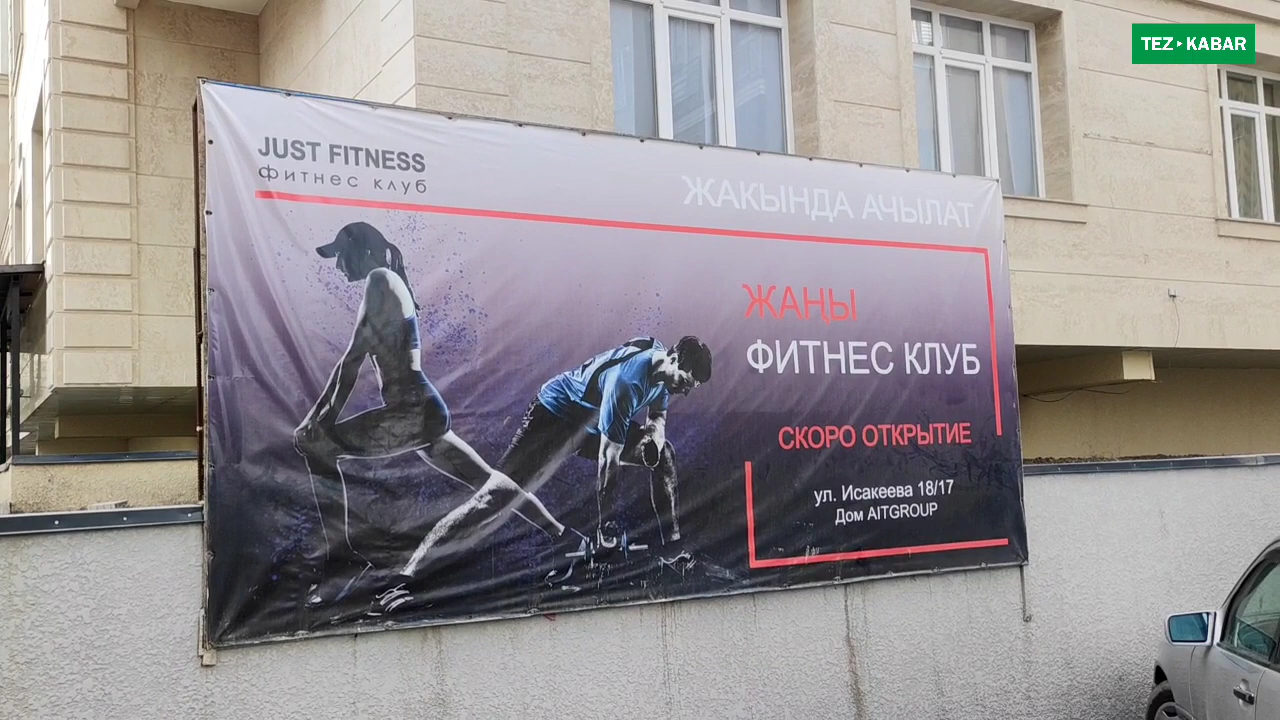 TEZ KABAR
JUST FITNESS
фитнес клуб
ЖАКЫНДА АЧЫЛАТ
ЖАҢЫ
ФИТНЕС КЛУБ
СКОРО ОТКРЫТИЕ
ул. Исакеева 18/17
Дом AITGROUP